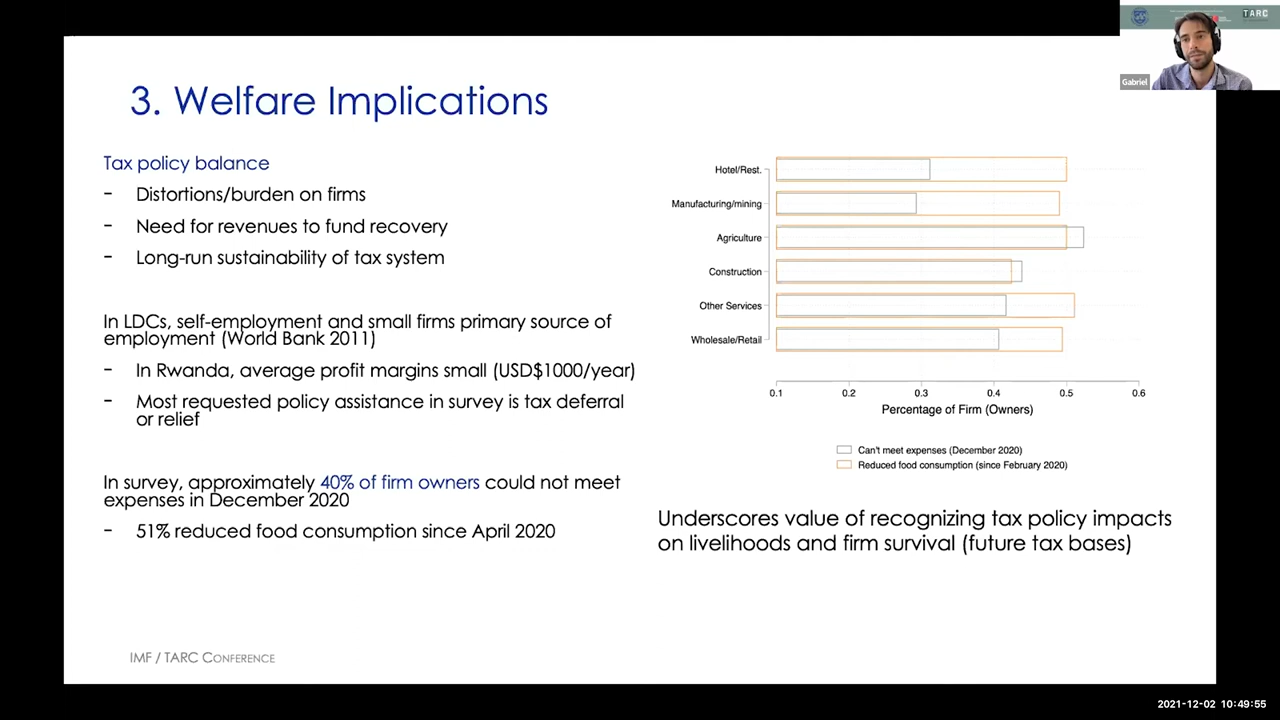 TARC
Gabriel
3. Welfare Implications
Tax policy balance
- Distortions/burden on firms
- Need for revenues to fund recovery
- Long-run sustainability of tax system
In LDCs, self-employment and small firms primary source of
employment (World Bank 2011)
- In Rwanda, average profit margins small (USD$1000/year)
- Most requested policy assistance in survey is tax deferral
or relief
In survey, approximately 40% of firm owners could not meet
expenses in December 2020
- 51% reduced food consumption since April 2020
Hotel/Rest.
Manufacturing/mining
Agriculture
Construction
Other Services
Wholesale/Retail
0.1 0.2 0.3 0.4 0.5 0.6
Percentage of Firm (Owners)
Can't meet expenses (December 2020)
Reduced food consumption (since February 2020)
Underscores value of recognizing tax policy impacts
on livelihoods and firm survival (future tax bases)
IMF / TARC CONFERENCE
2021-12-02 10:49:55